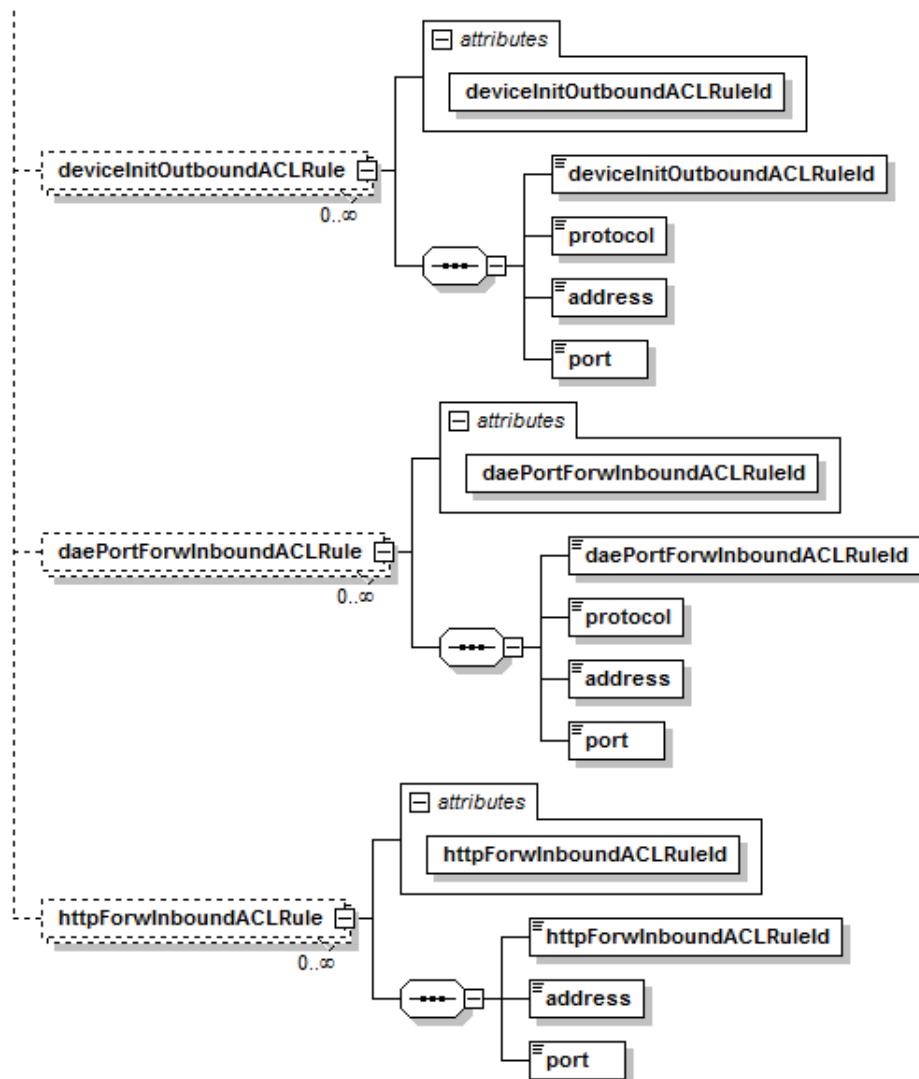 attributes
deviceInitOutboundACLRuleId
deviceInitOutboundACLRule
0..∞
deviceInitOutboundACLRuleId
protocol
address
port
attributes
daePortForwInboundACLRuleId
daePortForwInboundACLRule
0..∞
daePortForwInboundACLRuleId
protocol
address
port
attributes
httpForwInboundACLRuleId
httpForwInboundACLRule
0..∞
httpForwInboundACLRuleId
address
port